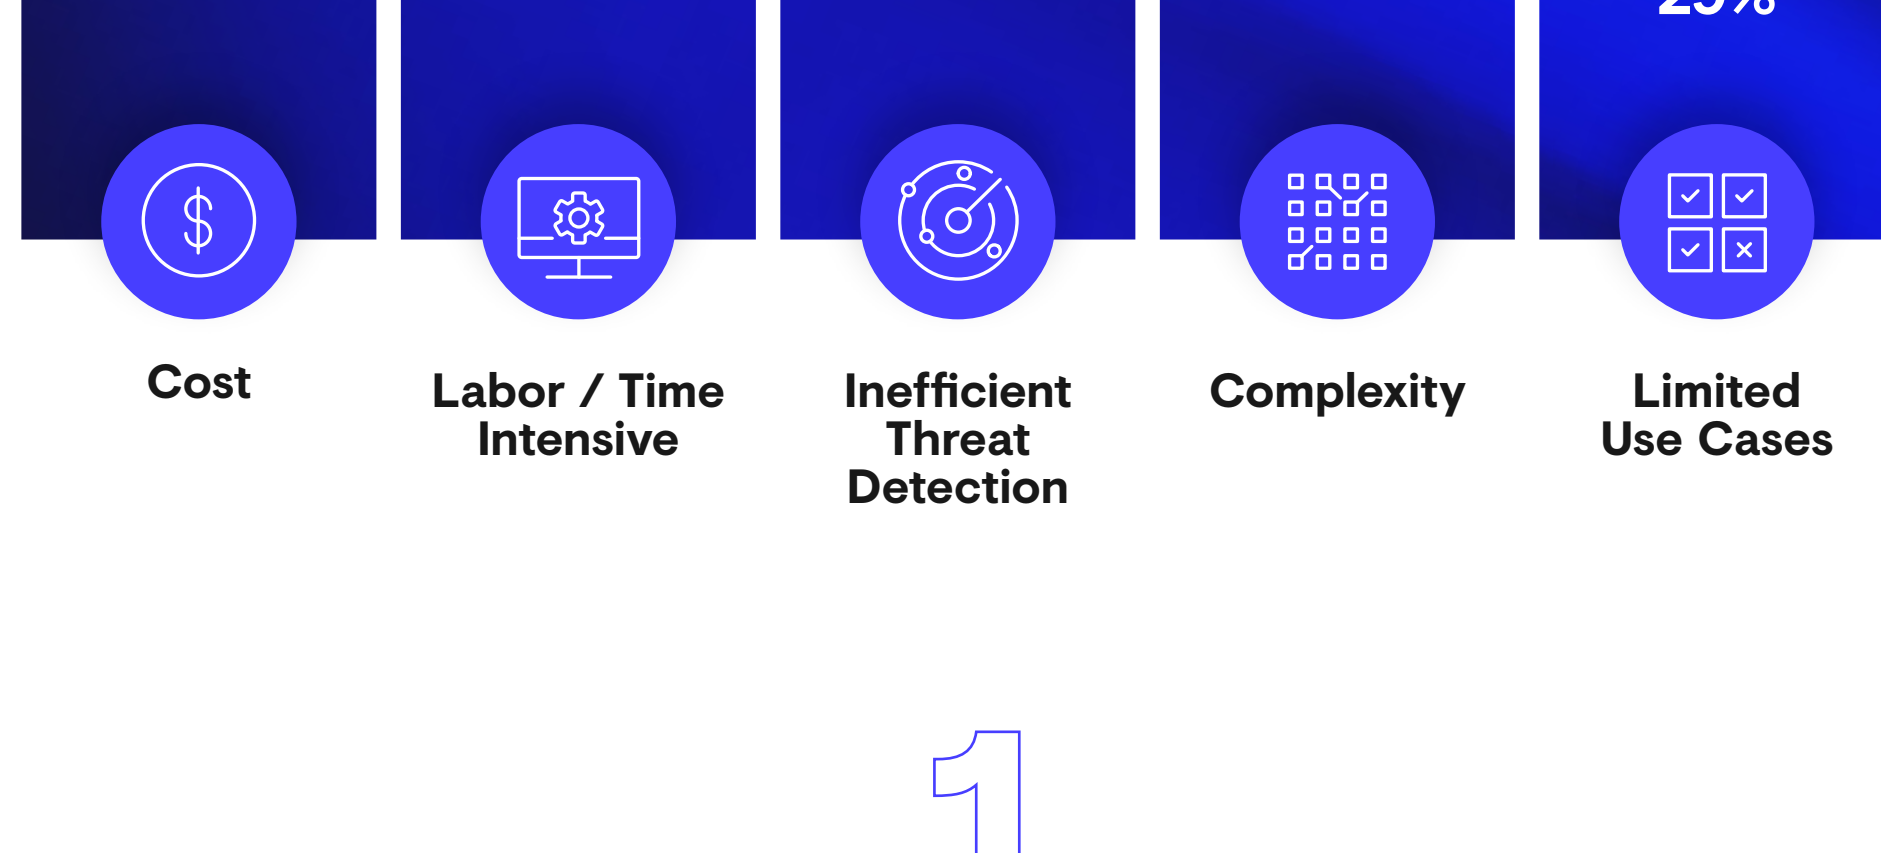 Cost
Labor / Time
Intensive
Inefficient
Threat
Detection
Complexity
Limited
Use Cases
1